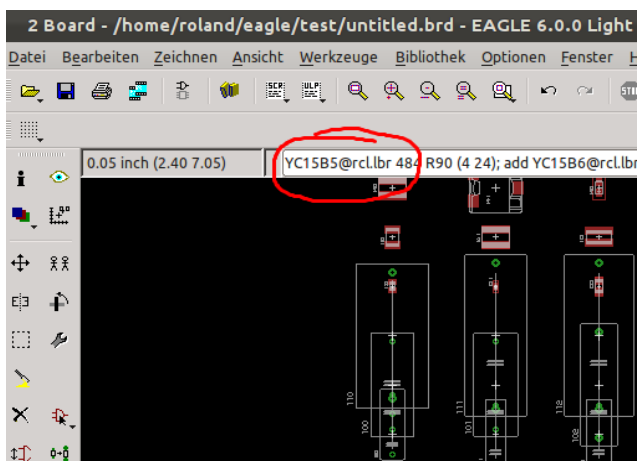 2 Board - /home/roland/eagle/test/untitled.brd - EAGLE 6.0.0 Light
Datei Bearbeiten Zeichnen Ansicht Werkzeuge Bibliothek Optionen Fenster H
SCR ULP STO
0.05 inch (2.40 7.05) YC15B5@rcl.lbr 484 R90 (4 24); add YC15B6@rcl.lbr
110 111 112
100 101 102